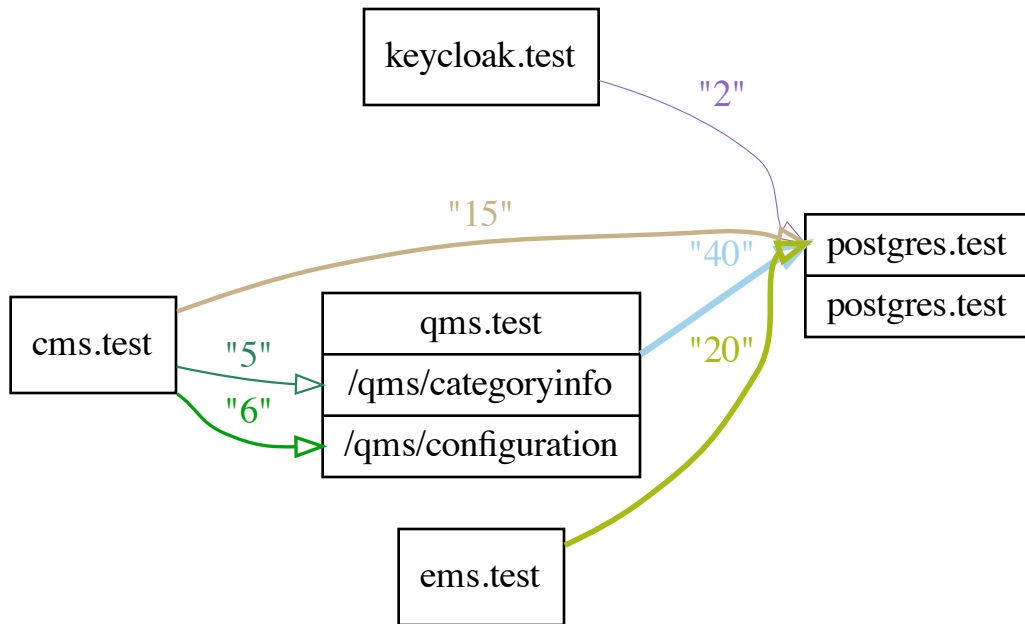 keycloak.test
"2"
"15"
"40"
postgres.test
postgres.test
cms.test
qms.test
"5"
"20"
/qms/categoryinfo
"6"
/qms/configuration
ems.test